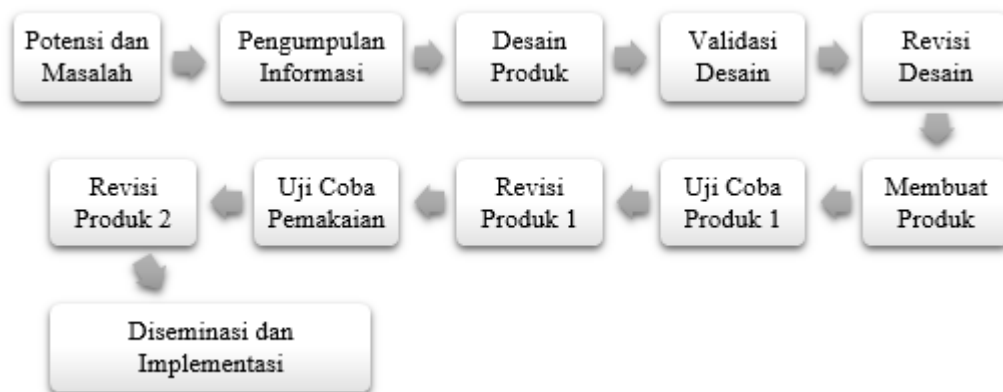 Potensi dan
Masalah
Pengumpulan
Informasi
Desain
Produk
Validasi
Desain
Revisi
Desain
Membuat
Produk
Uji Coba
Produk 1
Revisi
Produk 1
Uji Coba
Pemakaian
Revisi
Produk 2
Diseminasi dan
Implementasi